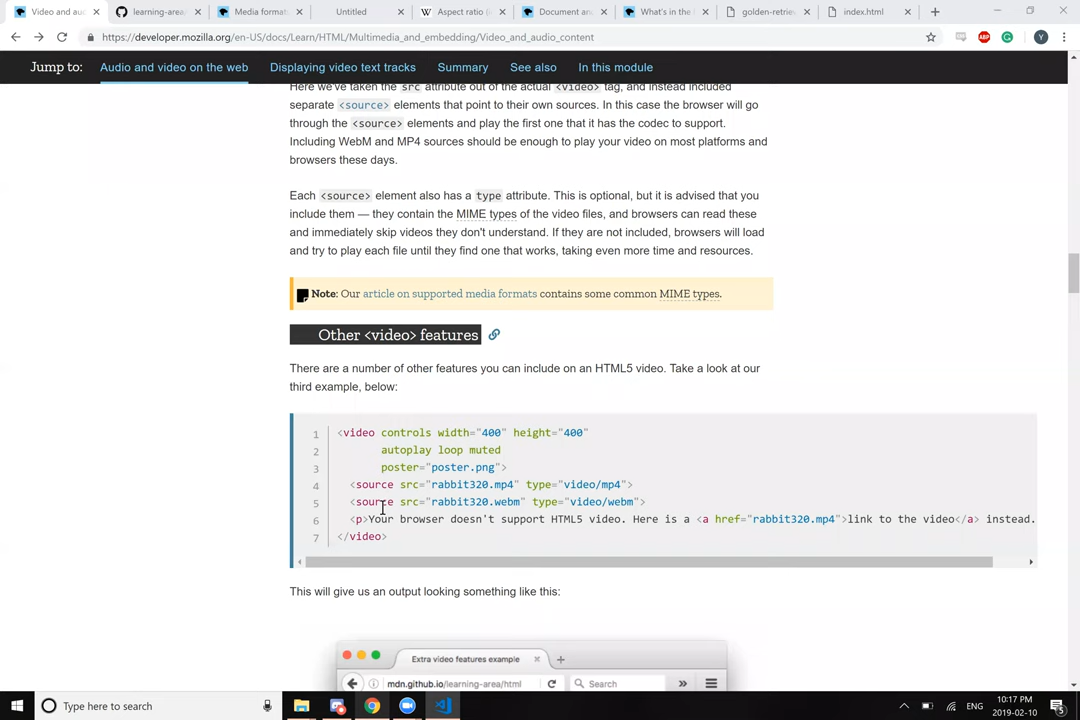 Video and au
learning-area/
Media format
Untitled
Aspect ratio (i
Document an
What's in the
golden-retrie
index.html
https://developer.mozilla.org/en-US/docs/Learn/HTML/Multimedia_and_embedding/Video_and_audio_content
ABP
Y
Jump to:
Audio and video on the web
Displaying video text tracks
Summary
See also
In this module
Here we've taken the src attribute out of the actual <video> tag, and instead included
separate <source> elements that point to their own sources. In this case the browser will go
through the <source> elements and play the first one that it has the codec to support.
Including WebM and MP4 sources should be enough to play your video on most platforms and
browsers these days.
Each <source> element also has a type attribute. This is optional, but it is advised that you
include them — they contain the MIME types of the video files, and browsers can read these
and immediately skip videos they don't understand. If they are not included, browsers will load
and try to play each file until they find one that works, taking even more time and resources.
Note: Our article on supported media formats contains some common MIME types.
Other <video> features
There are a number of other features you can include on an HTML5 video. Take a look at our
third example, below:
1 <video controls width="400" height="400"
2 autoplay loop muted
3 poster="poster.png">
4 <source src="rabbit320.mp4" type="video/mp4">
5 <source src="rabbit320.webm" type="video/webm">
6 <p>Your browser doesn't support HTML5 video. Here is a <a href="rabbit320.mp4">link to the video</a> instead.
7 </video>
This will give us an output looking something like this:
Extra video features example
mdn.github.io/learning-area/html
Search
Type here to search
ENG
10:17 PM
2019-02-10
5